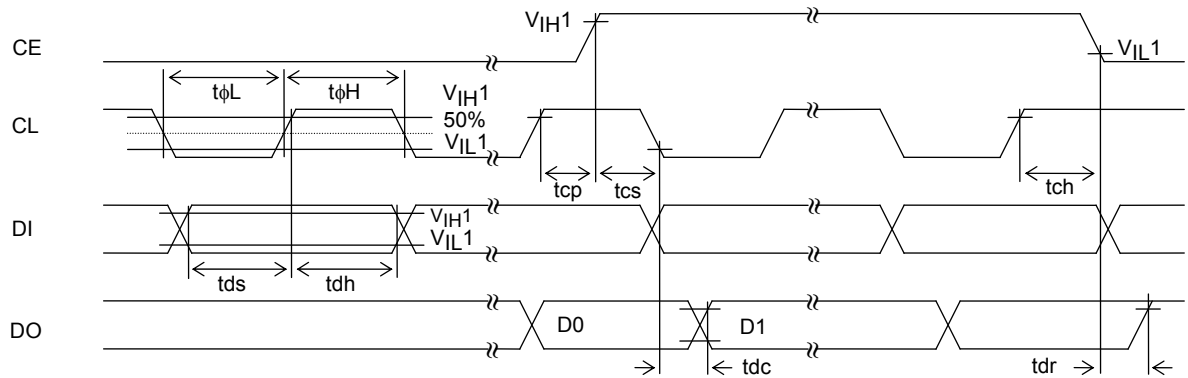 CE
VIH1
VIL1
tϕL
tϕH
CL
VIH1
50%
VIL1
tcp
tcs
tch
DI
VIH1
VIL1
tds
tdh
DO
D0
D1
tdc
tdr